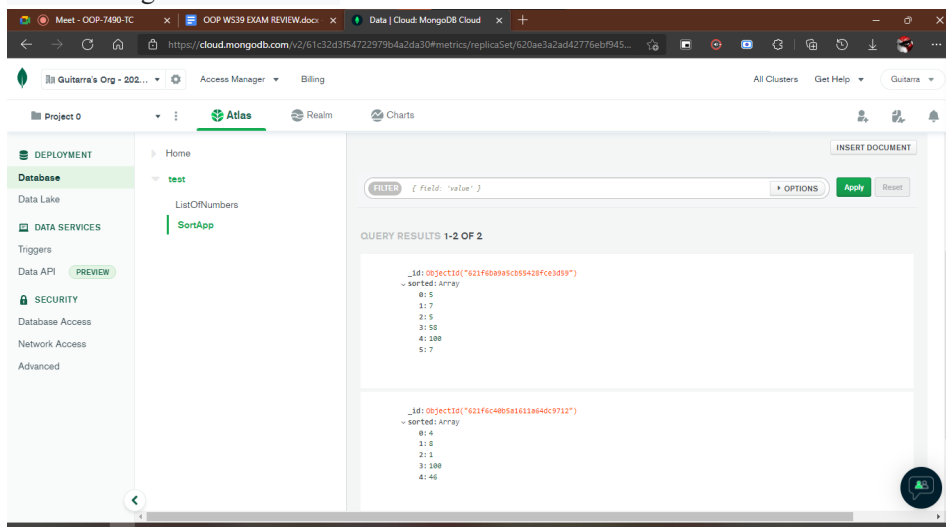 Meet - OOP-7490-TC
OOP WS39 EXAM REVIEW.docx
Data | Cloud: MongoDB Cloud
https://cloud.mongodb.com/v2/61c32d3f54722979b4a2da30#metrics/replicaSet/620ae3a2ad42776ebf945...
Guitarra's Org - 202...
Access Manager
Billing
All Clusters
Get Help
Guitarra
Project 0
Atlas
Realm
Charts
DEPLOYMENT
Database
Data Lake
DATA SERVICES
Triggers
Data API PREVIEW
SECURITY
Database Access
Network Access
Advanced
Home
test
ListOfNumbers
SortApp
INSERT DOCUMENT
FILTER { field: 'value' }
OPTIONS
Apply
Reset
QUERY RESULTS 1-2 OF 2
_id: ObjectId("621f6ba9a5cb55428fce3d59")
sorted: Array
0: 5
1: 7
2: 5
3: 58
4: 100
5: 7
_id: ObjectId("621f6c40b5a1611a64dc9712")
sorted: Array
0: 4
1: 8
2: 1
3: 100
4: 46